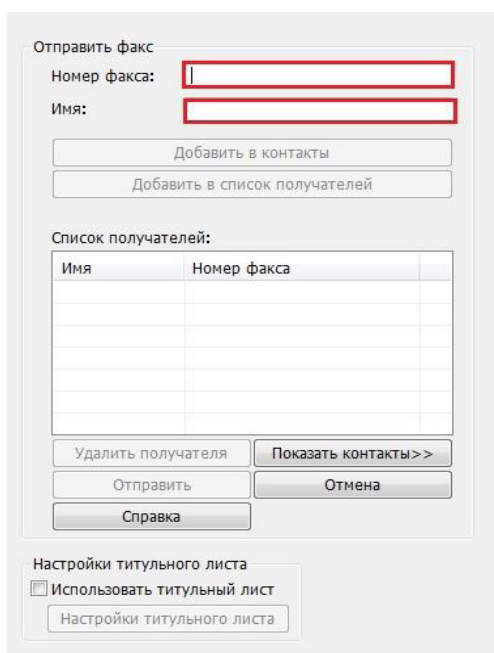 Отправить факс
Номер факса:
Имя:
Добавить в контакты
Добавить в список получателей
Список получателей:
Имя Номер факса
Удалить получателя Показать контакты>>
Отправить Отмена
Справка
Настройки титульного листа
Использовать титульный лист
Настройки титульного листа